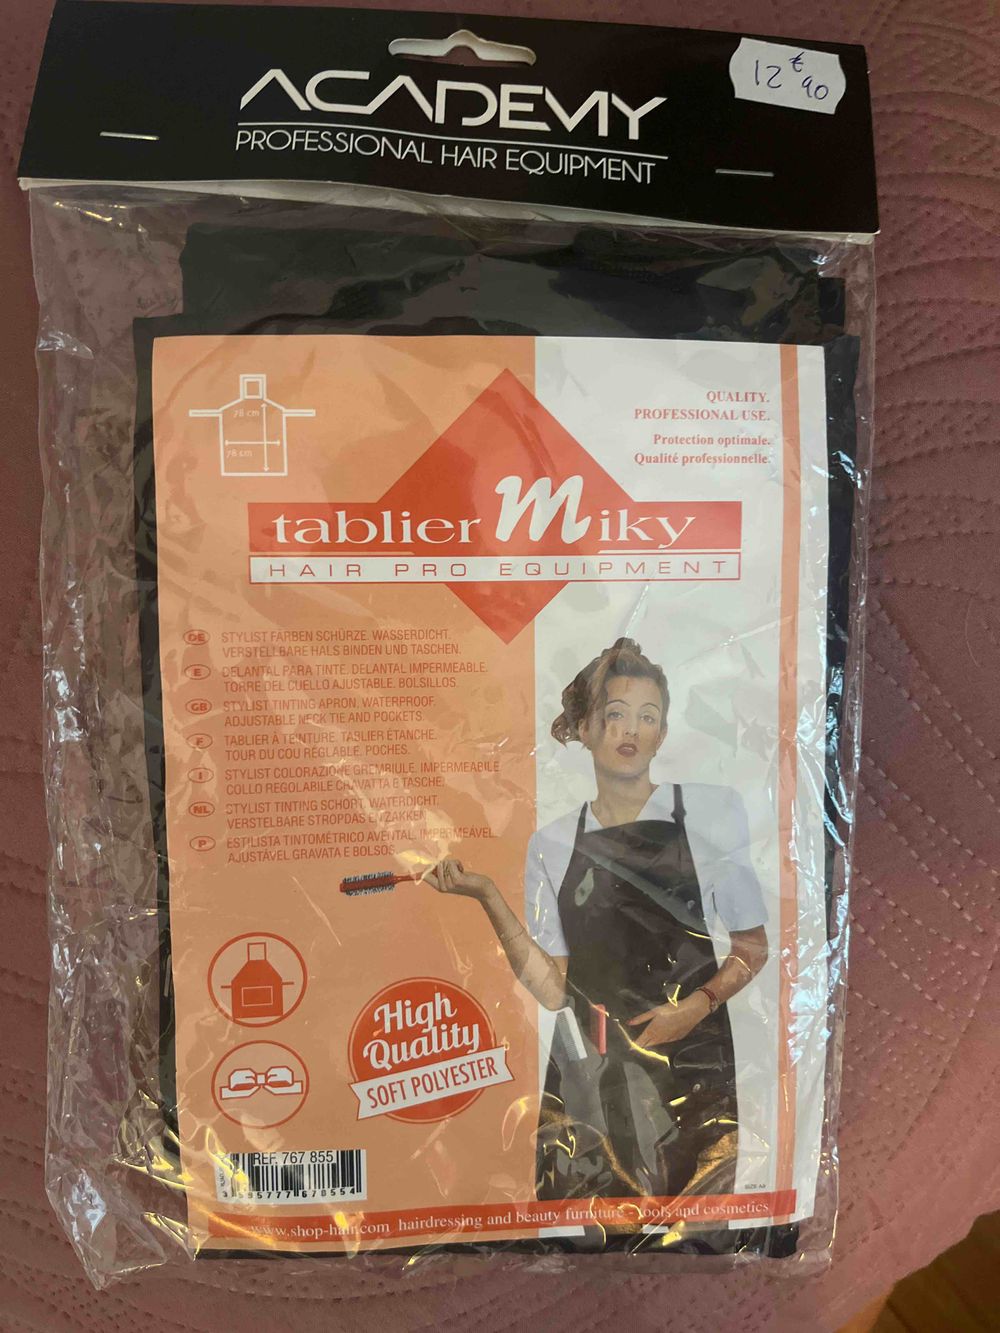 ACADEMY
PROFESSIONAL HAIR EQUIPMENT
12 € 90
78 cm
78 cm
QUALITY.
PROFESSIONAL USE.
Protection optimale.
Qualité professionnelle.
tablier Miky
HAIR PRO EQUIPMENT
DE STYLIST FÄRBEN SCHÜRZE. WASSERDICHT.
VERSTELLBARE HALS BINDEN UND TASCHEN.
E DELANTAL PARA TINTE. DELANTAL IMPERMEABLE.
TORRE DEL CUELLO AJUSTABLE. BOLSILLOS.
GB STYLIST TINTING APRON. WATERPROOF.
ADJUSTABLE NECK TIE AND POCKETS.
F TABLIER À TEINTURE. TABLIER ÉTANCHE.
TOUR DU COU RÉGLABLE. POCHES.
I STYLIST COLORAZIONE GREMBIULE. IMPERMEABILE
COLLO REGOLABILE CRAVATTA E TASCHE.
NL STYLIST TINTING SCHORT. WATERDICHT.
VERSTELBARE STROPDAS EN ZAKKEN
P ESTILISTA TINTOMÉTRICO AVENTAL. IMPERMEÁVEL.
AJUSTÁVEL GRAVATA E BOLSOS.
High
Quality
SOFT POLYESTER
REF. 767 855
3 595777 678554
www.shop-hair.com hairdressing and beauty furniture - tools and cosmetics